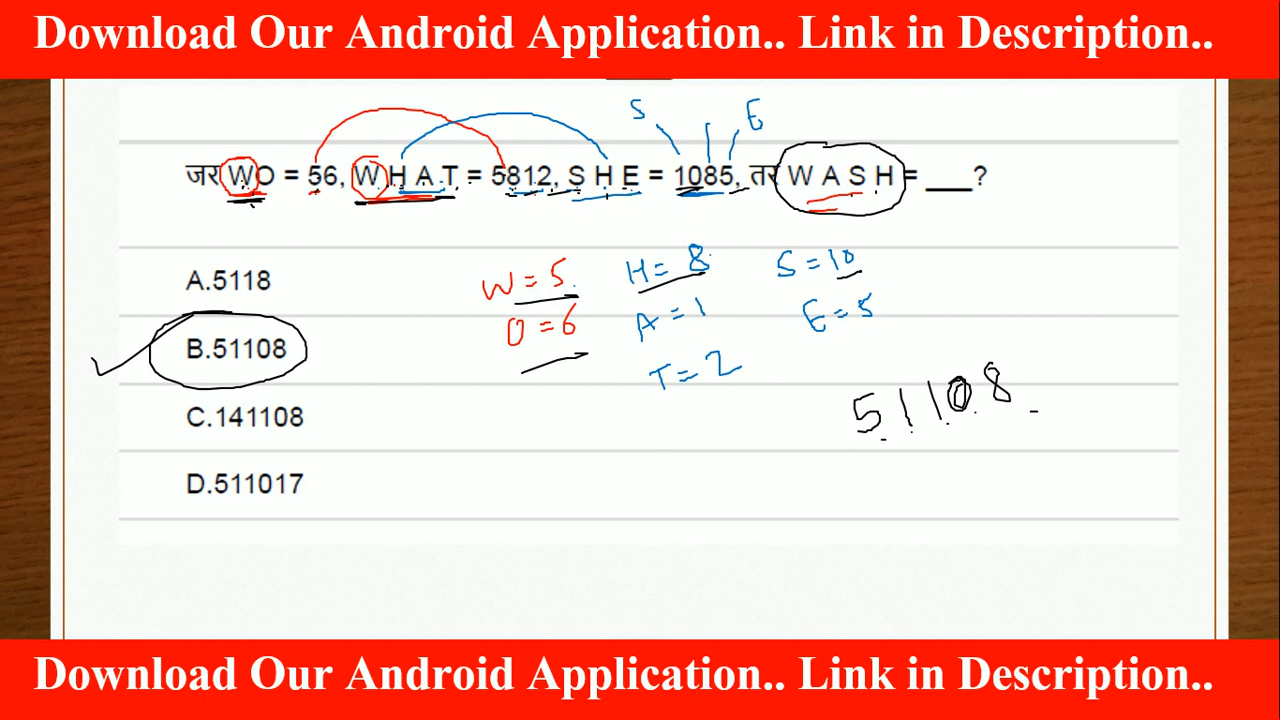 Download Our Android Application.. Link in Description..
S E
जर WO = 56, WHAT = 5812, SHE = 1085, तर WASH = ___?
A.5118
B.51108
C.141108
D.511017
W = 5 H = 8 S = 10
O = 6 A = 1 E = 5
T = 2
51108
Download Our Android Application.. Link in Description..